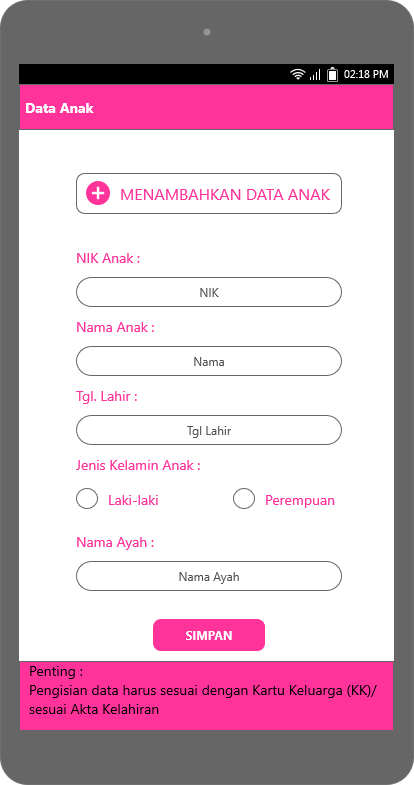 02:18 PM
Data Anak
MENAMBAHKAN DATA ANAK
NIK Anak :
NIK
Nama Anak :
Nama
Tgl. Lahir :
Tgl Lahir
Jenis Kelamin Anak :
Laki-laki Perempuan
Nama Ayah :
Nama Ayah
SIMPAN
Penting :
Pengisian data harus sesuai dengan Kartu Keluarga (KK)/
sesuai Akta Kelahiran